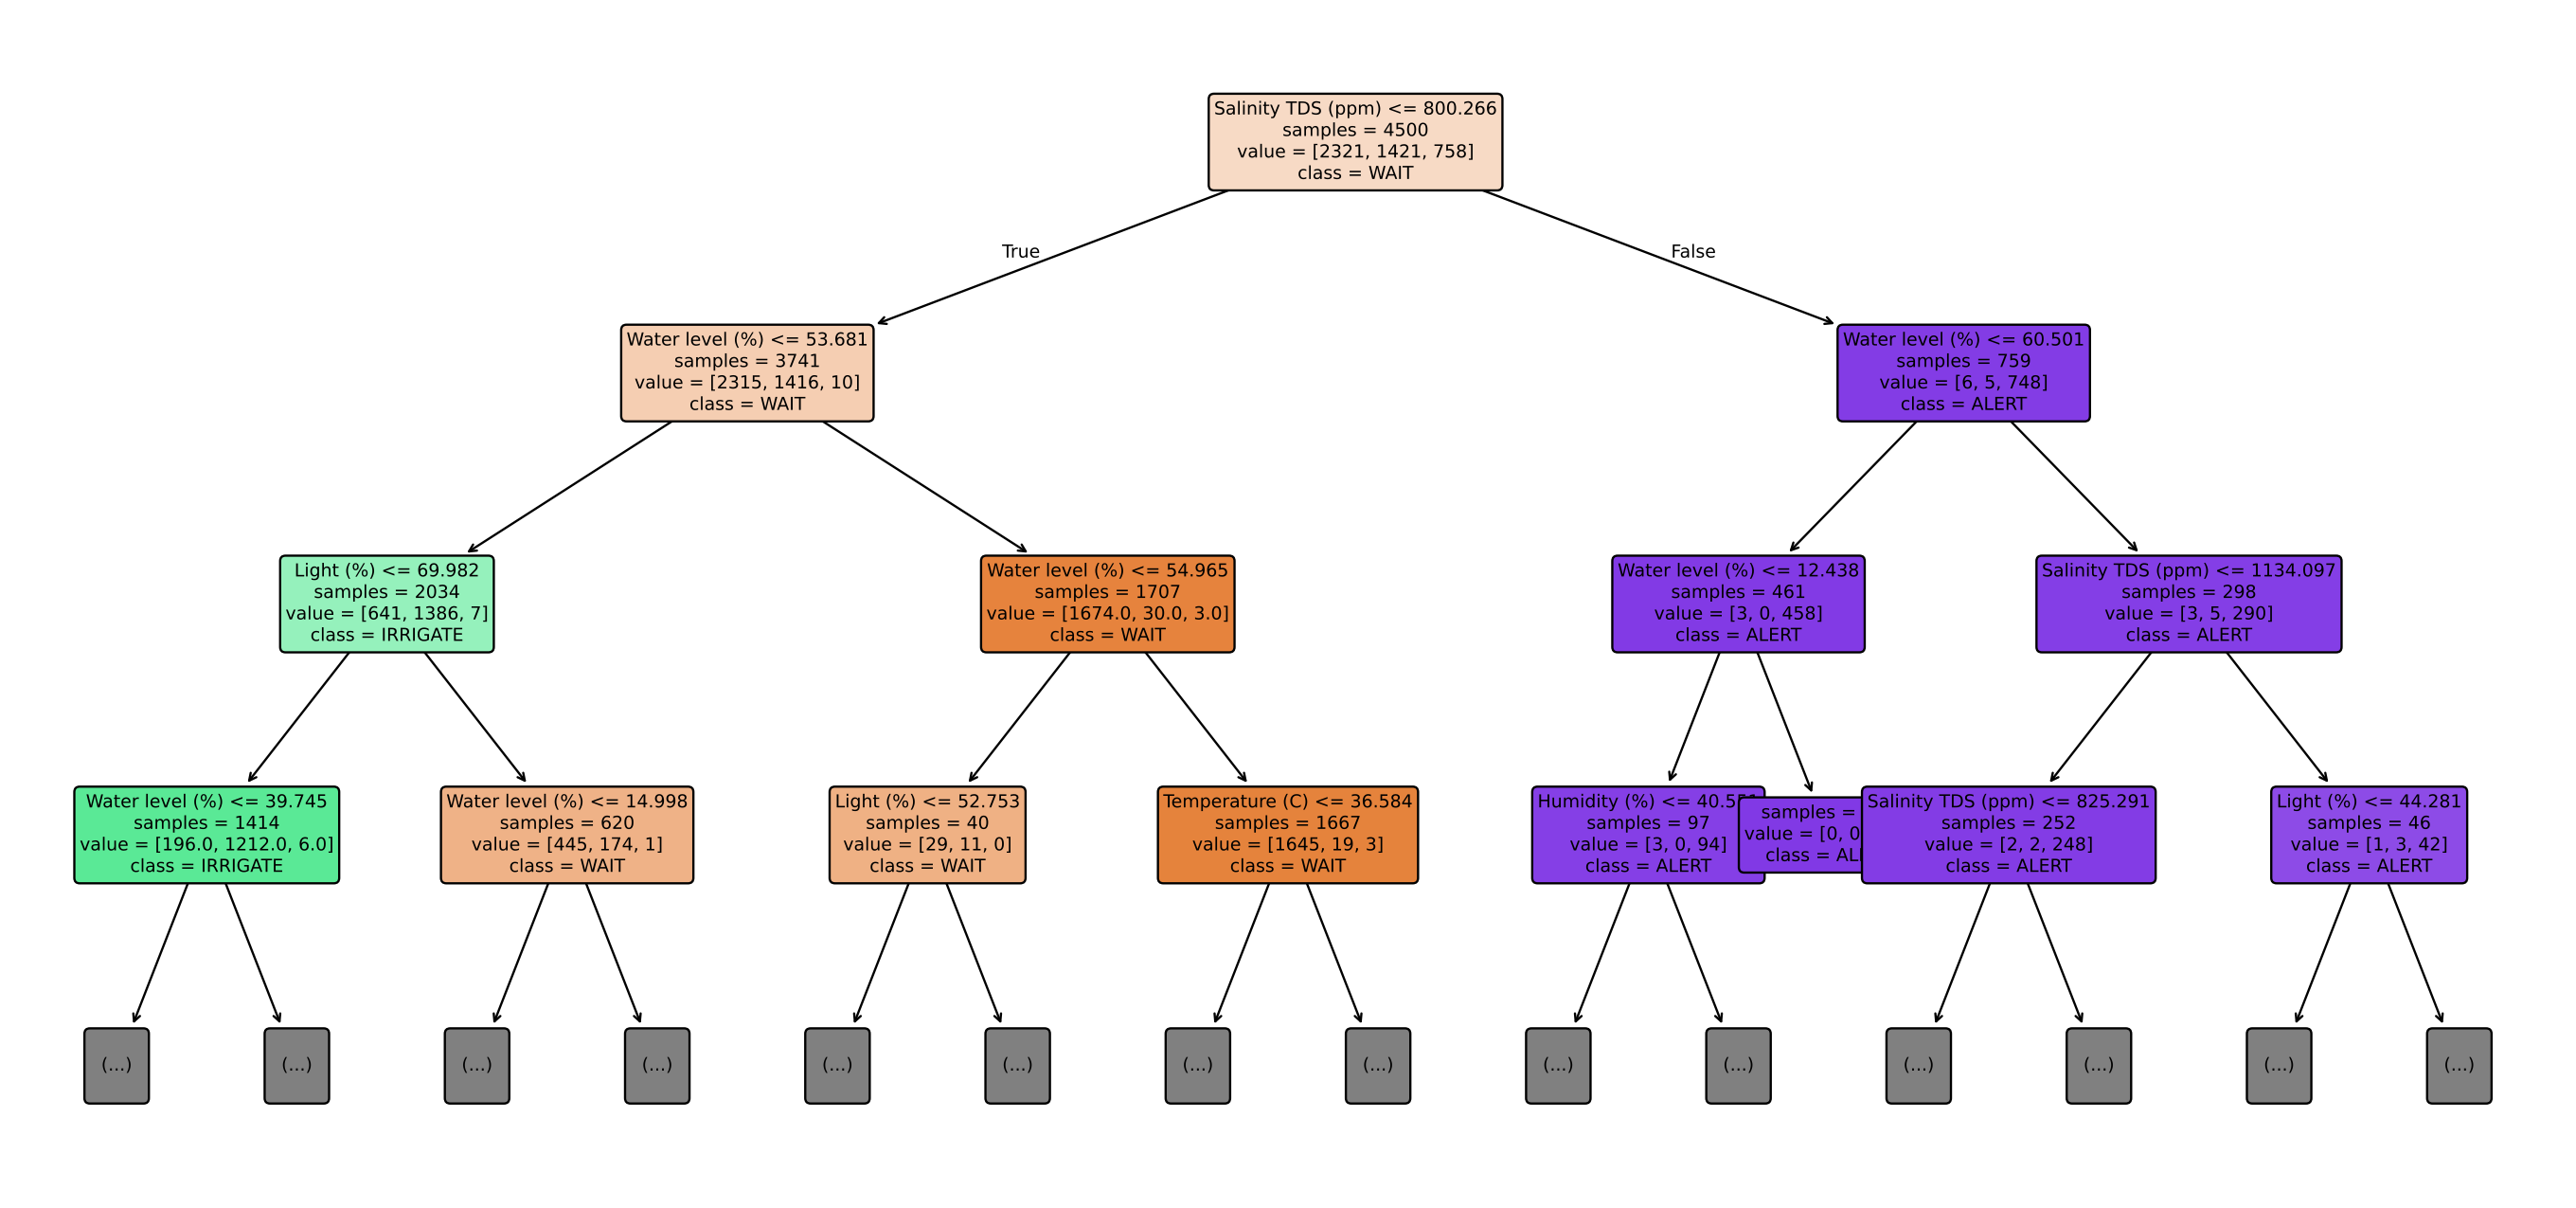 Salinity TDS (ppm) <= 800.266
samples = 4500
value = [2321, 1421, 758]
class = WAIT
True
False
Water level (%) <= 53.681
samples = 3741
value = [2315, 1416, 10]
class = WAIT
Water level (%) <= 60.501
samples = 759
value = [6, 5, 748]
class = ALERT
Light (%) <= 69.982
samples = 2034
value = [641, 1386, 7]
class = IRRIGATE
Water level (%) <= 54.965
samples = 1707
value = [1674.0, 30.0, 3.0]
class = WAIT
Water level (%) <= 12.438
samples = 461
value = [3, 0, 458]
class = ALERT
Salinity TDS (ppm) <= 1134.097
samples = 298
value = [3, 5, 290]
class = ALERT
Water level (%) <= 39.745
samples = 1414
value = [196.0, 1212.0, 6.0]
class = IRRIGATE
Water level (%) <= 14.998
samples = 620
value = [445, 174, 1]
class = WAIT
Light (%) <= 52.753
samples = 40
value = [29, 11, 0]
class = WAIT
Temperature (C) <= 36.584
samples = 1667
value = [1645, 19, 3]
class = WAIT
Humidity (%) <=
samples = 97
value = [3, 0, 94]
class = ALERT
samples =
value = [0, 0
class =
Salinity TDS (ppm) <= 825.291
samples = 252
value = [2, 2, 248]
class = ALERT
Light (%) <= 44.281
samples = 46
value = [1, 3, 42]
class = ALERT
(...)
(...)
(...)
(...)
(...)
(...)
(...)
(...)
(...)
(...)
(...)
(...)
(...)
(...)